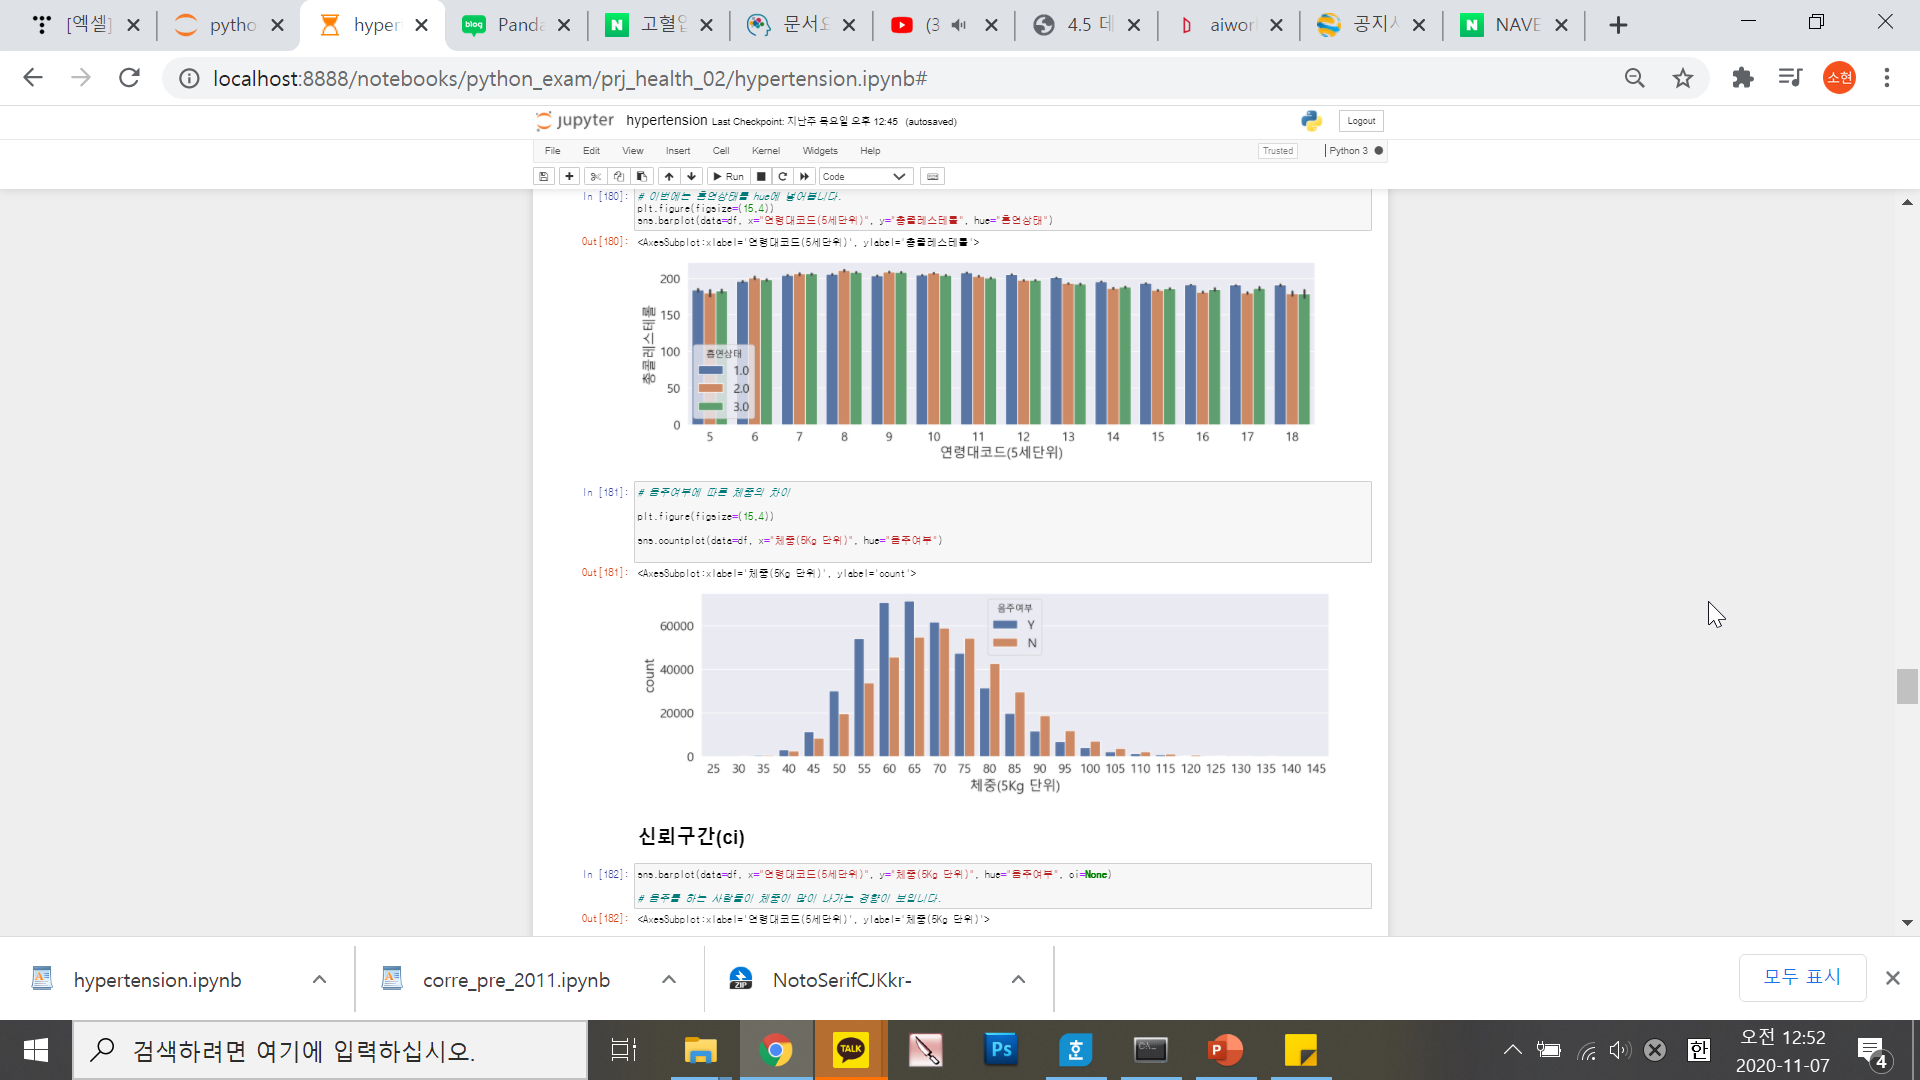 [엑셀]
pytho
hyper
Panda
고혈압
문서요
(3
4.5 데
aiwor
공지시
NAVE
localhost:8888/notebooks/python_exam/prj_health_02/hypertension.ipynb#
소현
jupyter hypertension Last Checkpoint: 지난주 목요일 오후 12:45 (autosaved)
Logout
File Edit View Insert Cell Kernel Widgets Help
Trusted
Python 3
Run
Code
In [180]: # 이번에는 흡연상태를 hue에 넣어봅니다.
plt.figure(figsize=(15,4))
sns.barplot(data=df, x="연령대코드(5세단위)", y="총콜레스테롤", hue="흡연상태")
Out[180]: <AxesSubplot:xlabel='연령대코드(5세단위)', ylabel='총콜레스테롤'>
200
150
100
50
0
총콜레스테롤
흡연상태
1.0
2.0
3.0
5 6 7 8 9 10 11 12 13 14 15 16 17 18
연령대코드(5세단위)
In [181]: # 음주여부에 따른 체중의 차이
plt.figure(figsize=(15,4))
sns.countplot(data=df, x="체중(5Kg 단위)", hue="음주여부")
Out[181]: <AxesSubplot:xlabel='체중(5Kg 단위)', ylabel='count'>
음주여부
Y
N
60000
40000
20000
0
count
25 30 35 40 45 50 55 60 65 70 75 80 85 90 95 100 105 110 115 120 125 130 135 140 145
체중(5Kg 단위)
신뢰구간(ci)
In [182]: sns.barplot(data=df, x="연령대코드(5세단위)", y="체중(5Kg 단위)", hue="음주여부", ci=None)
# 음주를 하는 사람들이 체중이 많이 나가는 경향이 보입니다.
Out[182]: <AxesSubplot:xlabel='연령대코드(5세단위)', ylabel='체중(5Kg 단위)'>
hypertension.ipynb
corre_pre_2011.ipynb
ZIP
NotoSerifCJKkr-
모두 표시
검색하려면 여기에 입력하십시오.
TALK
Ps
호
C:\_
P
한
오전 12:52
2020-11-07
4